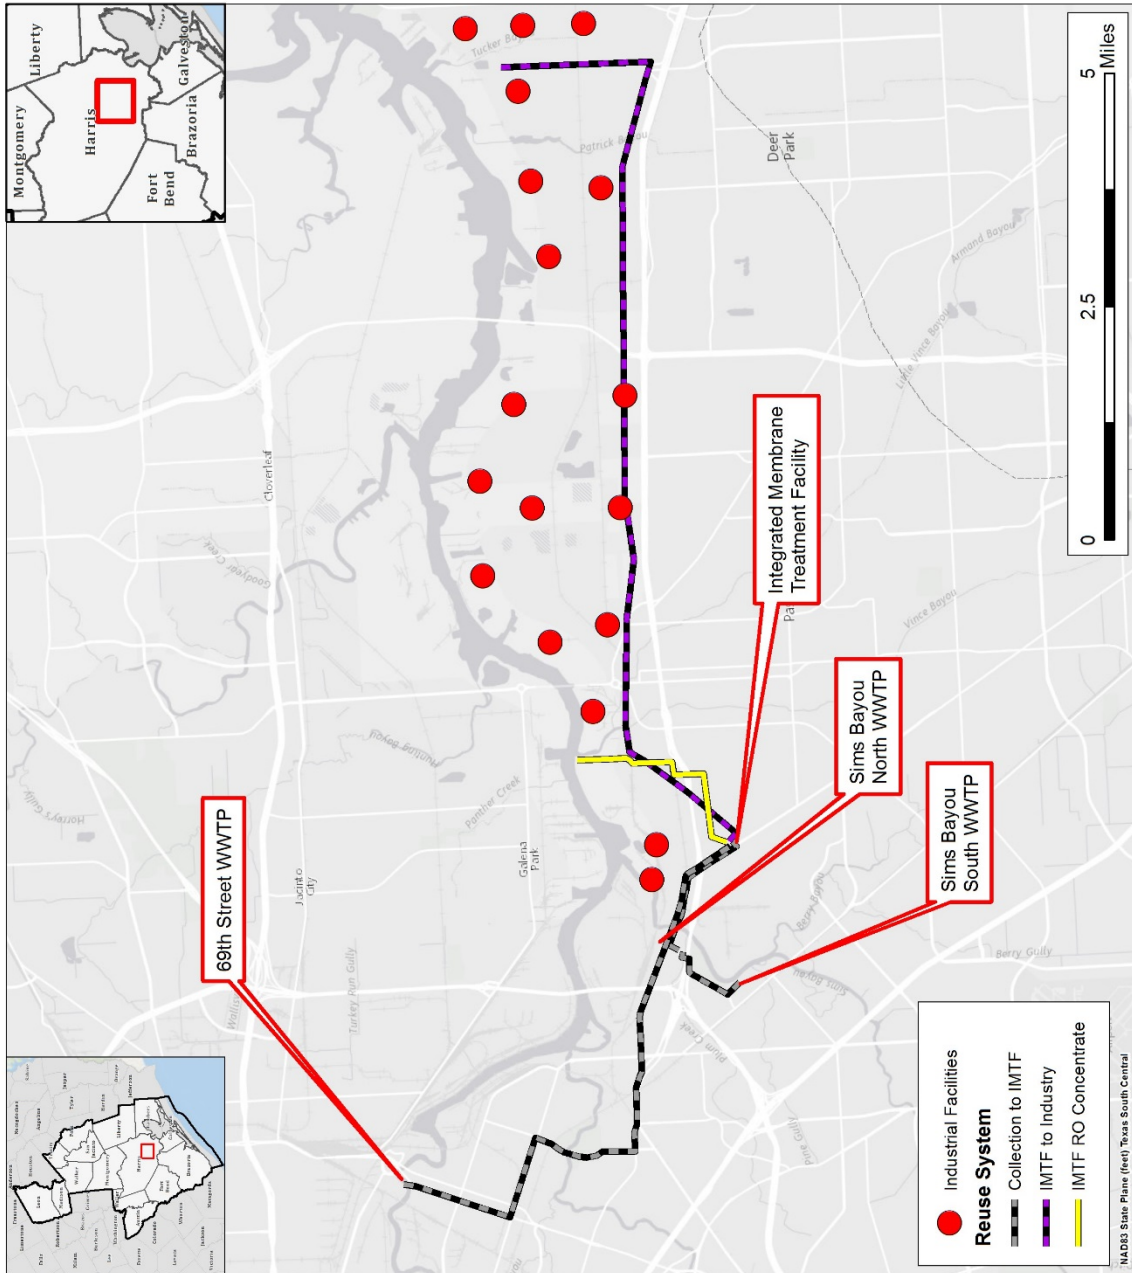 Montgomery
Liberty
Harris
Galveston
Fort
Bend
Brazoria
Tucker Bayou
Patrick Bayou
Deer
Park
Armand Bayou
Little Vince Bayou
Vince Bayou
Cloverleaf
Goodyear Creek
Hunting Bayou
Panther Creek
Galena
Park
Jacinto
City
Turkey Run Gully
Plum Creek
Pine Gully
Sims Bayou
Berry Bayou
Berry Gully
69th Street WWTP
Integrated Membrane
Treatment Facility
Sims Bayou
North WWTP
Sims Bayou
South WWTP
Industrial Facilities
Reuse System
Collection to IMTF
IMTF to Industry
IMTF RO Concentrate
0
2.5
5
Miles
NAD83 State Plane (feet) Texas South Central